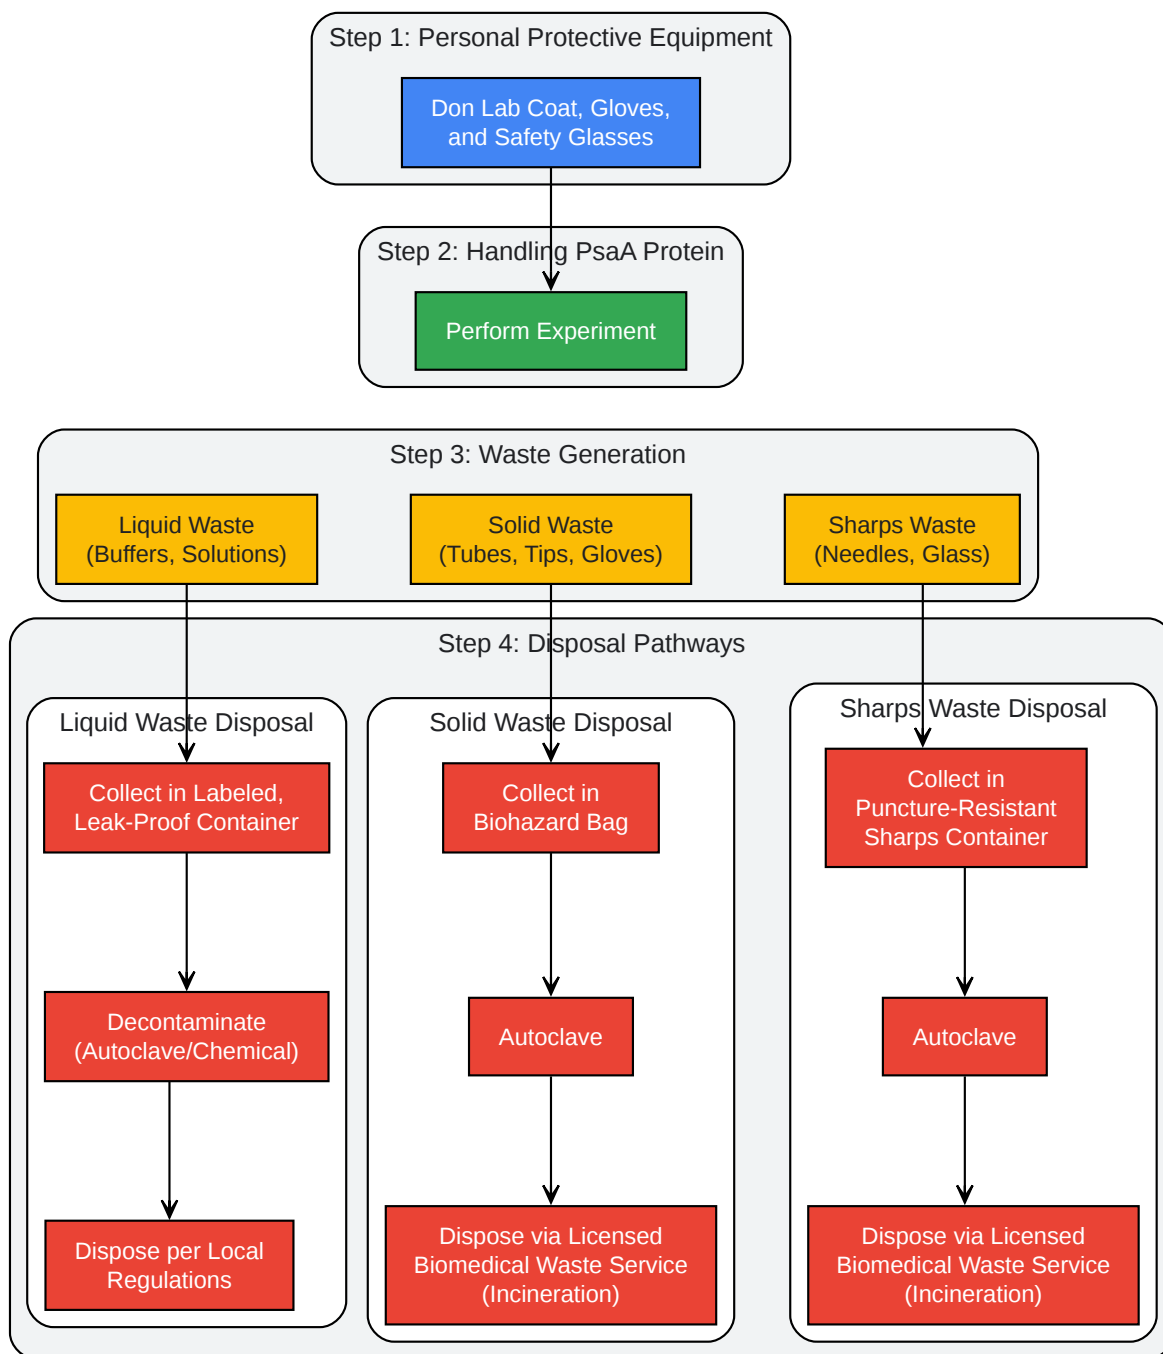 Step 1: Personal Protective Equipment
Don Lab Coat, Gloves,
and Safety Glasses
Step 2: Handling PsaA Protein
Perform Experiment
Step 3: Waste Generation
Liquid Waste
(Buffers, Solutions)
Solid Waste
(Tubes, Tips, Gloves)
Sharps Waste
(Needles, Glass)
Step 4: Disposal Pathways
Liquid Waste Disposal
Collect in Labeled,
Leak-Proof Container
Decontaminate
(Autoclave/Chemical)
Dispose per Local
Regulations
Solid Waste Disposal
Collect in
Biohazard Bag
Autoclave
Dispose via Licensed
Biomedical Waste Service
(Incineration)
Sharps Waste Disposal
Collect in
Puncture-Resistant
Sharps Container
Autoclave
Dispose via Licensed
Biomedical Waste Service
(Incineration)